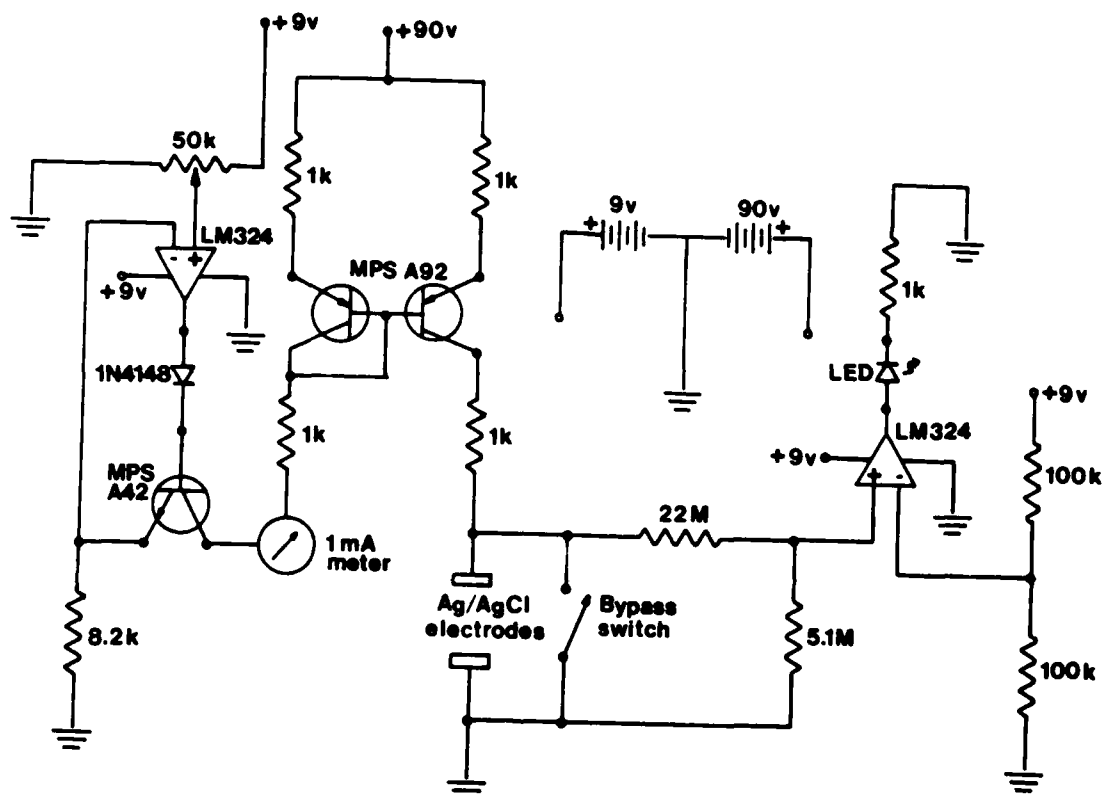 +9v
+90v
50k
1k
1k
LM324
-
+
+9v
MPS A92
9v
+
90v
+
1k
1N4148
LED
+9v
1k
1k
LM324
MPS
A42
+9v
+
-
100k
22M
1mA
meter
Ag/AgCl
electrodes
Bypass
switch
8.2k
5.1M
100k